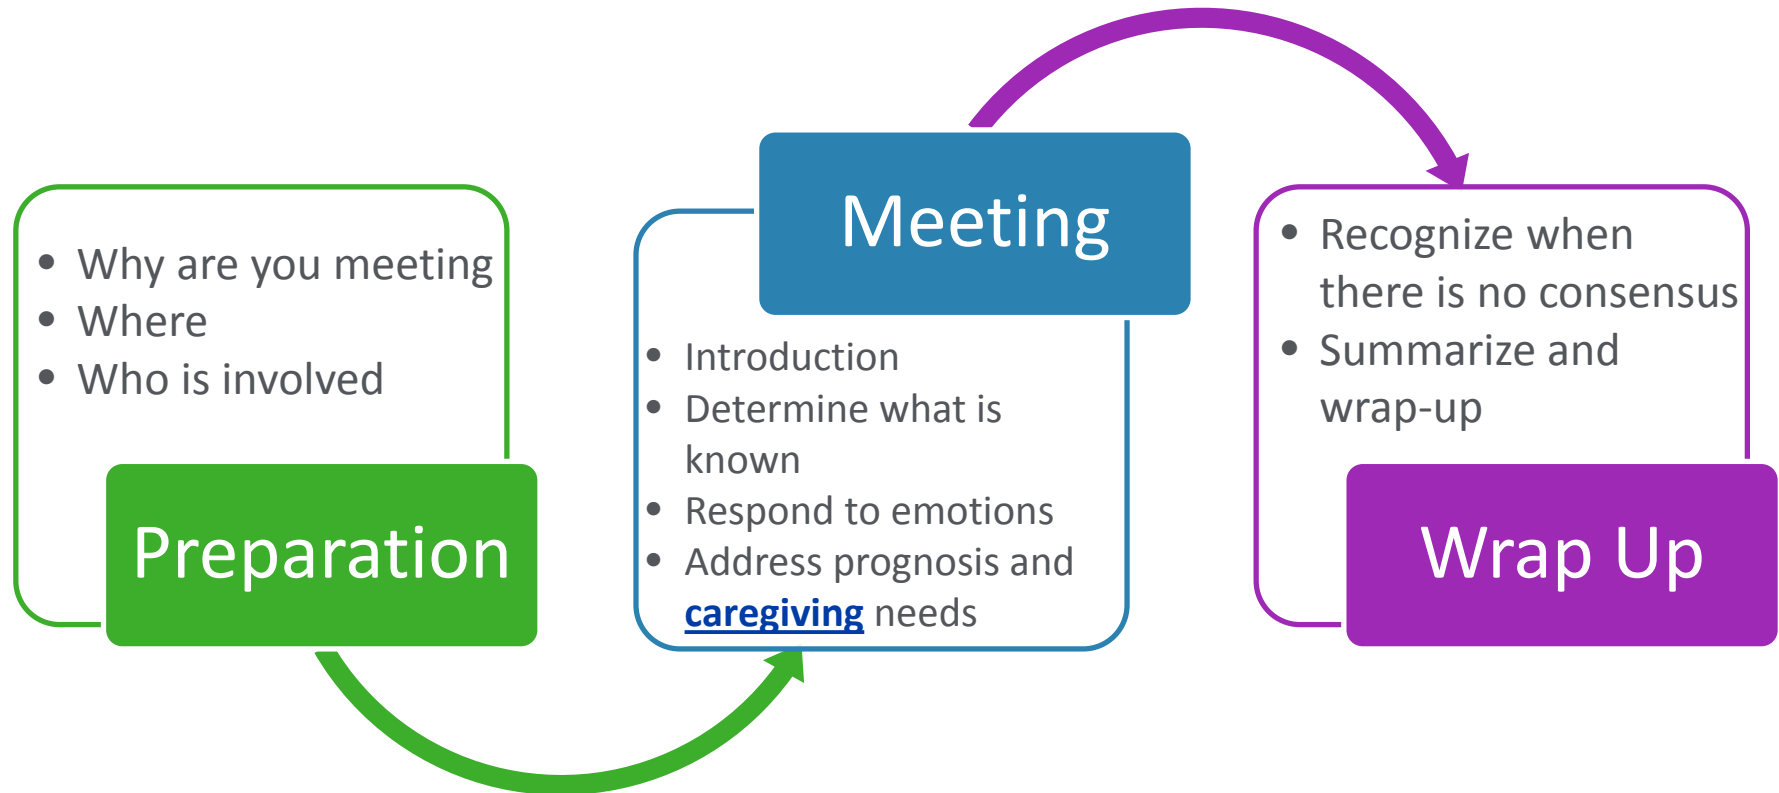 • Why are you meeting
• Where
• Who is involved
Preparation
Meeting
• Introduction
• Determine what is
known
• Respond to emotions
• Address prognosis and
caregiving needs
• Recognize when
there is no consensus
• Summarize and
wrap-up
Wrap Up